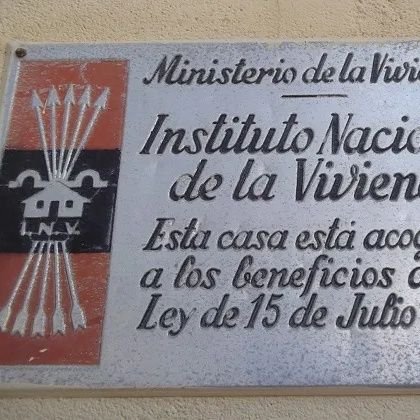 Ministerio de la Vivi
Instituto Nacio
de la Vivien
Esta casa está acog
a los beneficios d
Ley de 15 de Julio
I.N.V.